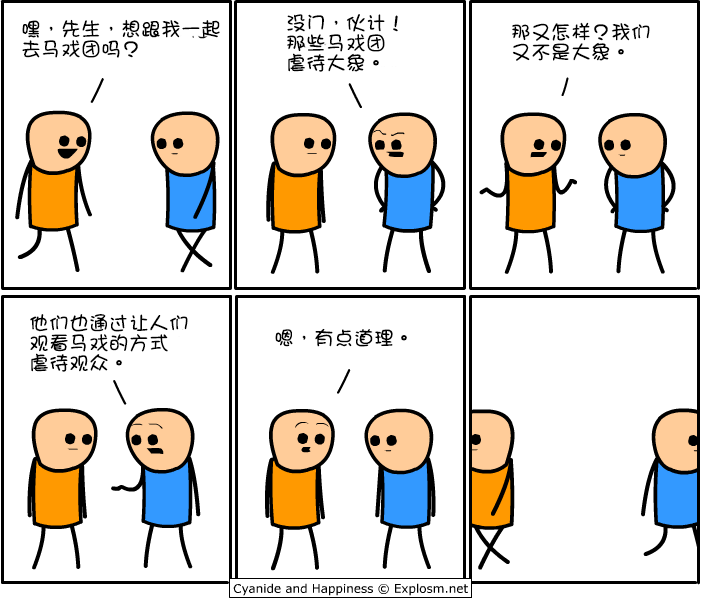 嘿，先生，想跟我一起
去马戏团吗？
没门，伙计！
那些马戏团
虐待大象。
那又怎样？我们
又不是大象。
他们也通过让人们
观看马戏的方式
虐待观众。
嗯，有点道理。
Cyanide and Happiness © Explosm.net